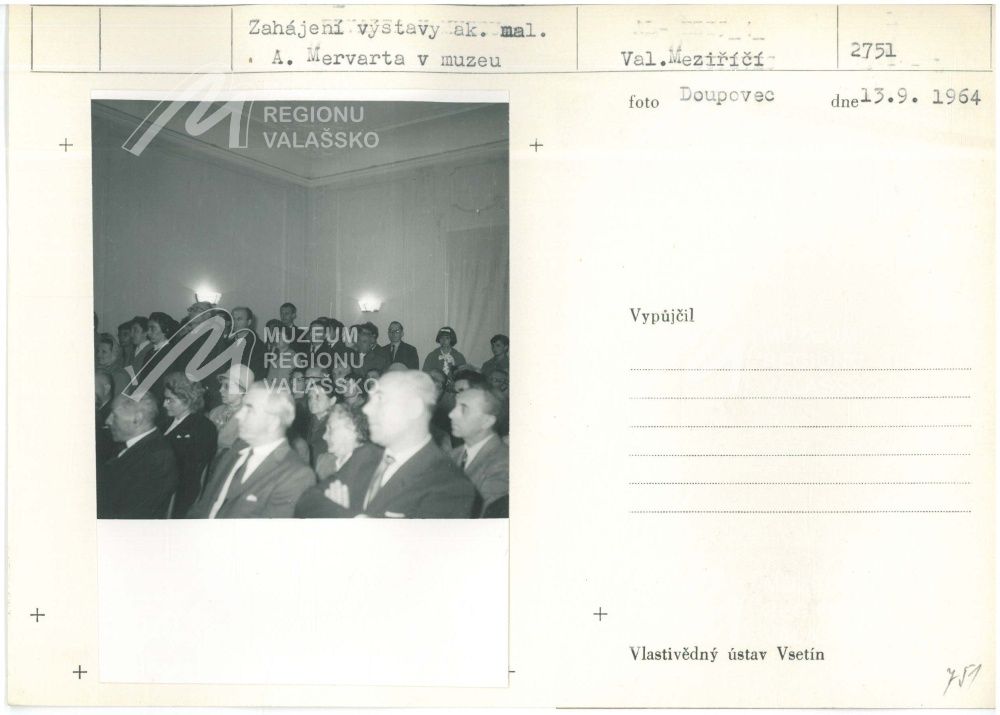 Zahájení výstavy ak. mal.
A. Mervarta v muzeu
Val.Meziříčí
2751
foto Doupovec dne 13.9. 1964
REGIONU
VALAŠSKO
MUZEUM
REGIONU
VALAŠSKO
Vypůjčil
Vlastivědný ústav Vsetín
751